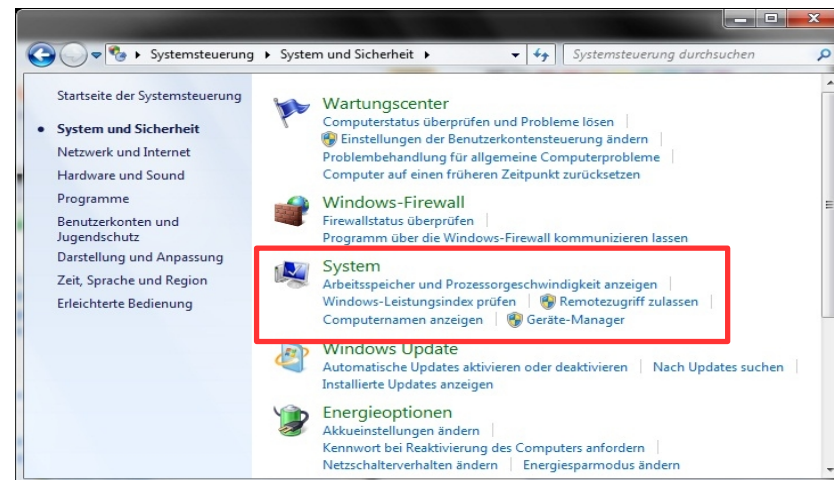 Systemsteuerung System und Sicherheit Systemsteuerung durchsuchen
Startseite der Systemsteuerung
System und Sicherheit
Netzwerk und Internet
Hardware und Sound
Programme
Benutzerkonten und
Jugendschutz
Darstellung und Anpassung
Zeit, Sprache und Region
Erleichterte Bedienung
Wartungscenter
Computerstatus überprüfen und Probleme lösen
Einstellungen der Benutzerkontensteuerung ändern
Problembehandlung für allgemeine Computerprobleme
Computer auf einen früheren Zeitpunkt zurücksetzen
Windows-Firewall
Firewallstatus überprüfen
Programm über die Windows-Firewall kommunizieren lassen
System
Arbeitsspeicher und Prozessorgeschwindigkeit anzeigen
Windows-Leistungsindex prüfen Remotezugriff zulassen
Computernamen anzeigen Geräte-Manager
Windows Update
Automatische Updates aktivieren oder deaktivieren Nach Updates suchen
Installierte Updates anzeigen
Energieoptionen
Akkueinstellungen ändern
Kennwort bei Reaktivierung des Computers anfordern
Netzschalterverhalten ändern Energiesparmodus ändern